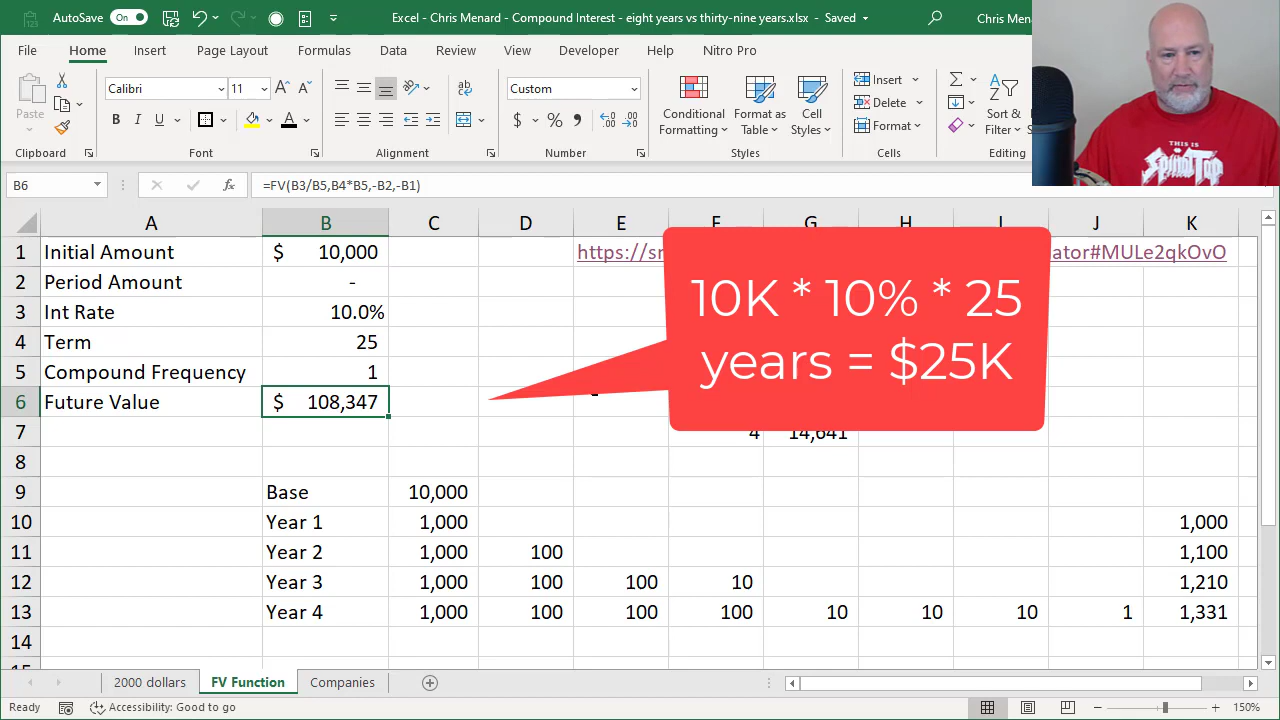 AutoSave On Excel - Chris Menard - Compound Interest - eight years vs thirty-nine years.xlsx - Saved Chris Menard
File Home Insert Page Layout Formulas Data Review View Developer Help Nitro Pro
Calibri 11 Custom Insert
Paste Conditional Formatting Format as Table Cell Styles Delete Sort & Filter
B I U A $ % , Format
Clipboard Font Alignment Number Styles Cells Editing
B6 fx =FV(B3/B5,B4*B5,-B2,-B1)
A B C D E F G H I J K
1 Initial Amount $ 10,000 ator#MULe2qkOvO
2 Period Amount -
3 Int Rate 10.0%
4 Term 25
5 Compound Frequency 1
6 Future Value $ 108,347
10K * 10% * 25
years = $25K
7 4 14,641
8
9 Base 10,000
10 Year 1 1,000 1,000
11 Year 2 1,000 100 1,100
12 Year 3 1,000 100 100 10 1,210
13 Year 4 1,000 100 100 100 10 10 10 1 1,331
14
15
2000 dollars FV Function Companies
Ready Accessibility: Good to go 150%
THIS IS
SPINAL TAP